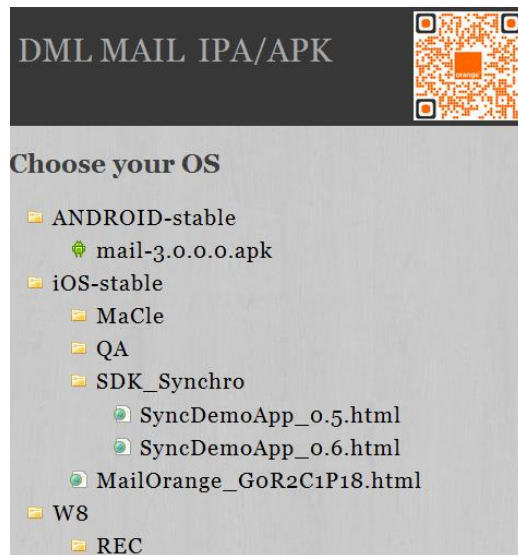 DML MAIL IPA/APK
orange
Choose your OS
ANDROID-stable
mail-3.0.0.0.apk
iOS-stable
MaCle
QA
SDK_Synchro
SyncDemoApp_0.5.html
SyncDemoApp_0.6.html
MailOrange_G0R2C1P18.html
W8
REC